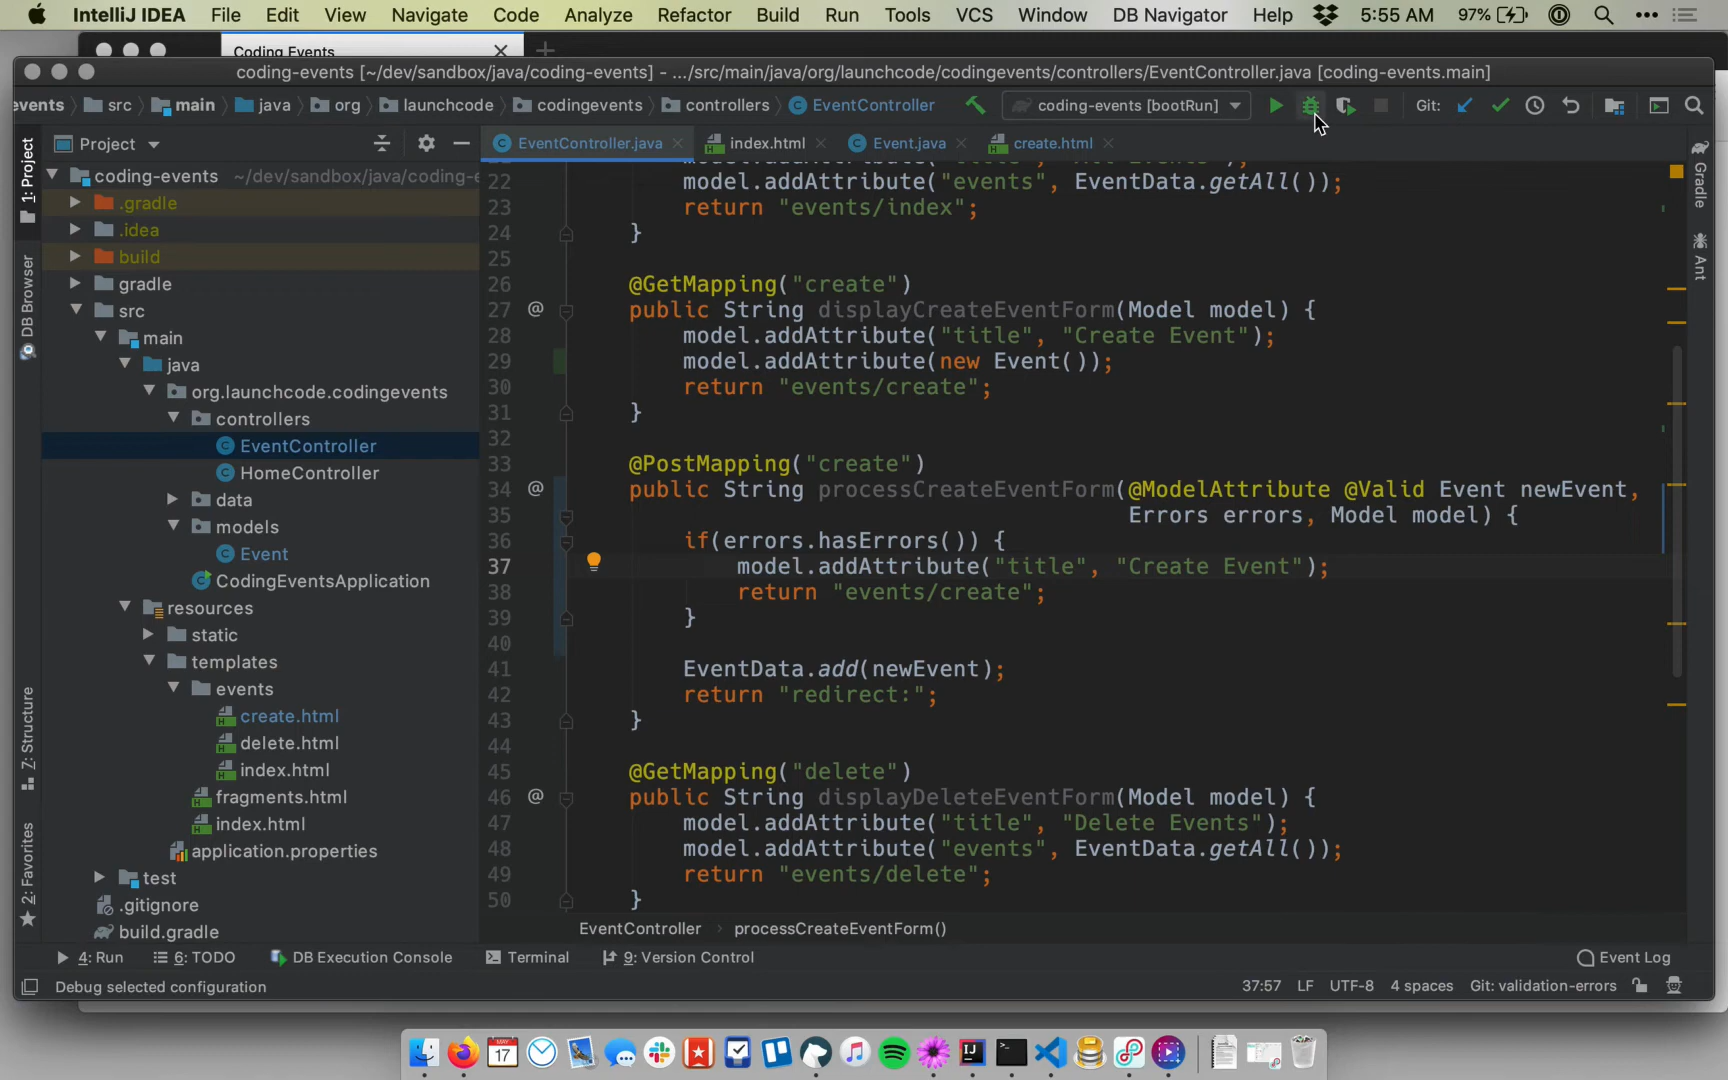 IntelliJ IDEA File Edit View Navigate Code Analyze Refactor Build Run Tools VCS Window DB Navigator Help 5:55 AM 97%
Coding Events
coding-events [~/dev/sandbox/java/coding-events] - .../src/main/java/org/launchcode/codingevents/controllers/EventController.java [coding-events.main]
events src main java org launchcode codingevents controllers EventController coding-events [bootRun] Git:
Project
EventController.java index.html Event.java create.html
1: Project
DB Browser
7: Structure
2: Favorites
coding-events ~/dev/sandbox/java/coding-e
.gradle
.idea
build
gradle
src
main
java
org.launchcode.codingevents
controllers
EventController
HomeController
data
models
Event
CodingEventsApplication
resources
static
templates
events
create.html
delete.html
index.html
fragments.html
index.html
application.properties
test
.gitignore
build.gradle
22 model.addAttribute("events", EventData.getAll());
23 return "events/index";
24 }
25
26 @GetMapping("create")
27 @ public String displayCreateEventForm(Model model) {
28 model.addAttribute("title", "Create Event");
29 model.addAttribute(new Event());
30 return "events/create";
31 }
32
33 @PostMapping("create")
34 @ public String processCreateEventForm(@ModelAttribute @Valid Event newEvent,
35 Errors errors, Model model) {
36 if(errors.hasErrors()) {
37 model.addAttribute("title", "Create Event");
38 return "events/create";
39 }
40
41 EventData.add(newEvent);
42 return "redirect:";
43 }
44
45 @GetMapping("delete")
46 @ public String displayDeleteEventForm(Model model) {
47 model.addAttribute("title", "Delete Events");
48 model.addAttribute("events", EventData.getAll());
49 return "events/delete";
50 }
Gradle
Ant
EventController processCreateEventForm()
4: Run 6: TODO DB Execution Console Terminal 9: Version Control Event Log
Debug selected configuration 37:57 LF UTF-8 4 spaces Git: validation-errors
MAY
17
IJ